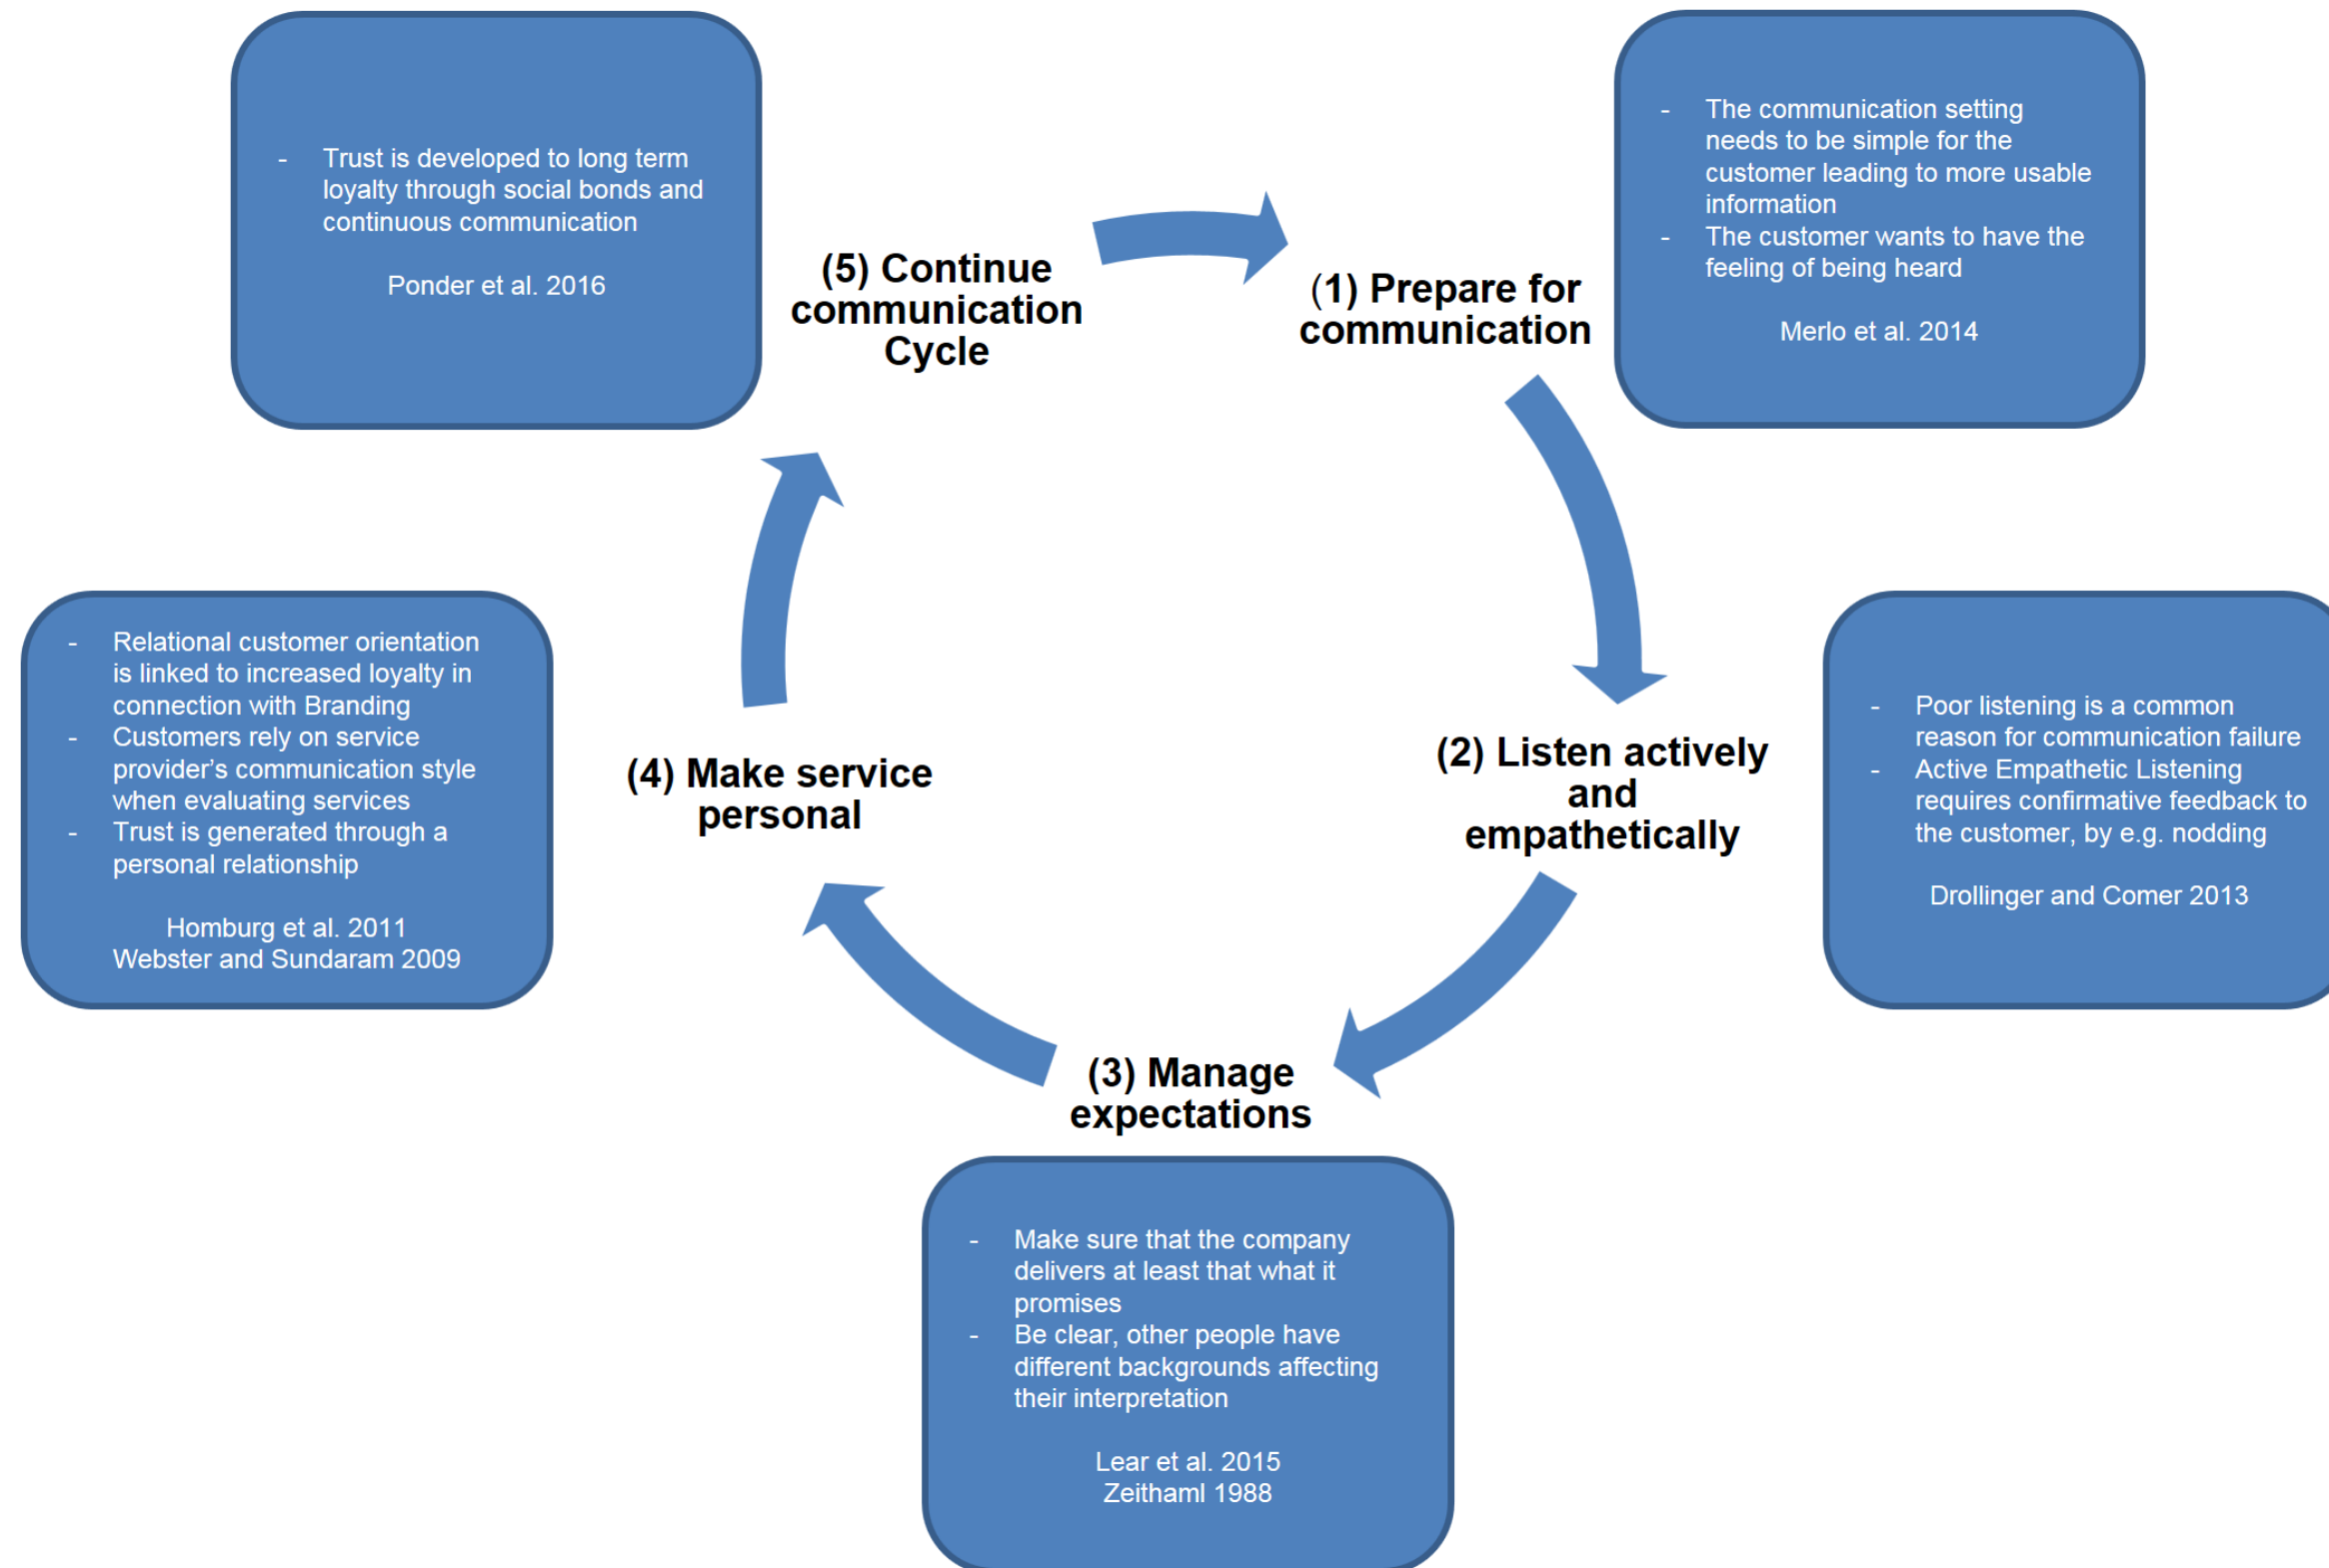 (1) Prepare for
communication
- The communication setting
needs to be simple for the
customer leading to more usable
information
- The customer wants to have the
feeling of being heard
Merlo et al. 2014
(2) Listen actively
and
empathetically
- Poor listening is a common
reason for communication failure
- Active Empathetic Listening
requires confirmative feedback to
the customer, by e.g. nodding
Drollinger and Comer 2013
(3) Manage
expectations
- Make sure that the company
delivers at least that what it
promises
- Be clear, other people have
different backgrounds affecting
their interpretation
Lear et al. 2015
Zeithaml 1988
(4) Make service
personal
- Relational customer orientation
is linked to increased loyalty in
connection with Branding
- Customers rely on service
provider’s communication style
when evaluating services
- Trust is generated through a
personal relationship
Homburg et al. 2011
Webster and Sundaram 2009
(5) Continue
communication
Cycle
- Trust is developed to long term
loyalty through social bonds and
continuous communication
Ponder et al. 2016